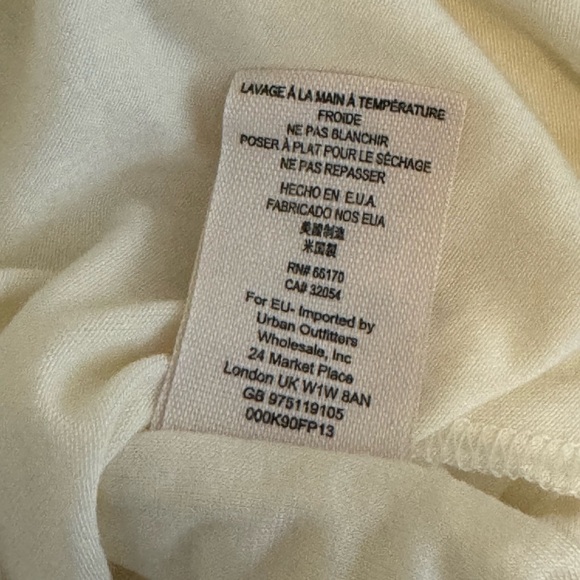 LAVAGE À LA MAIN À TEMPÉRATURE
FROIDE
NE PAS BLANCHIR
POSER À PLAT POUR LE SÉCHAGE
NE PAS REPASSER
HECHO EN E.U.A.
FABRICADO NOS EUA
美國制造
米国製
RN# 66170
CA# 32054
For EU- Imported by
Urban Outfitters
Wholesale, Inc
24 Market Place
London UK W1W 8AN
GB 975119105
000K90FP13